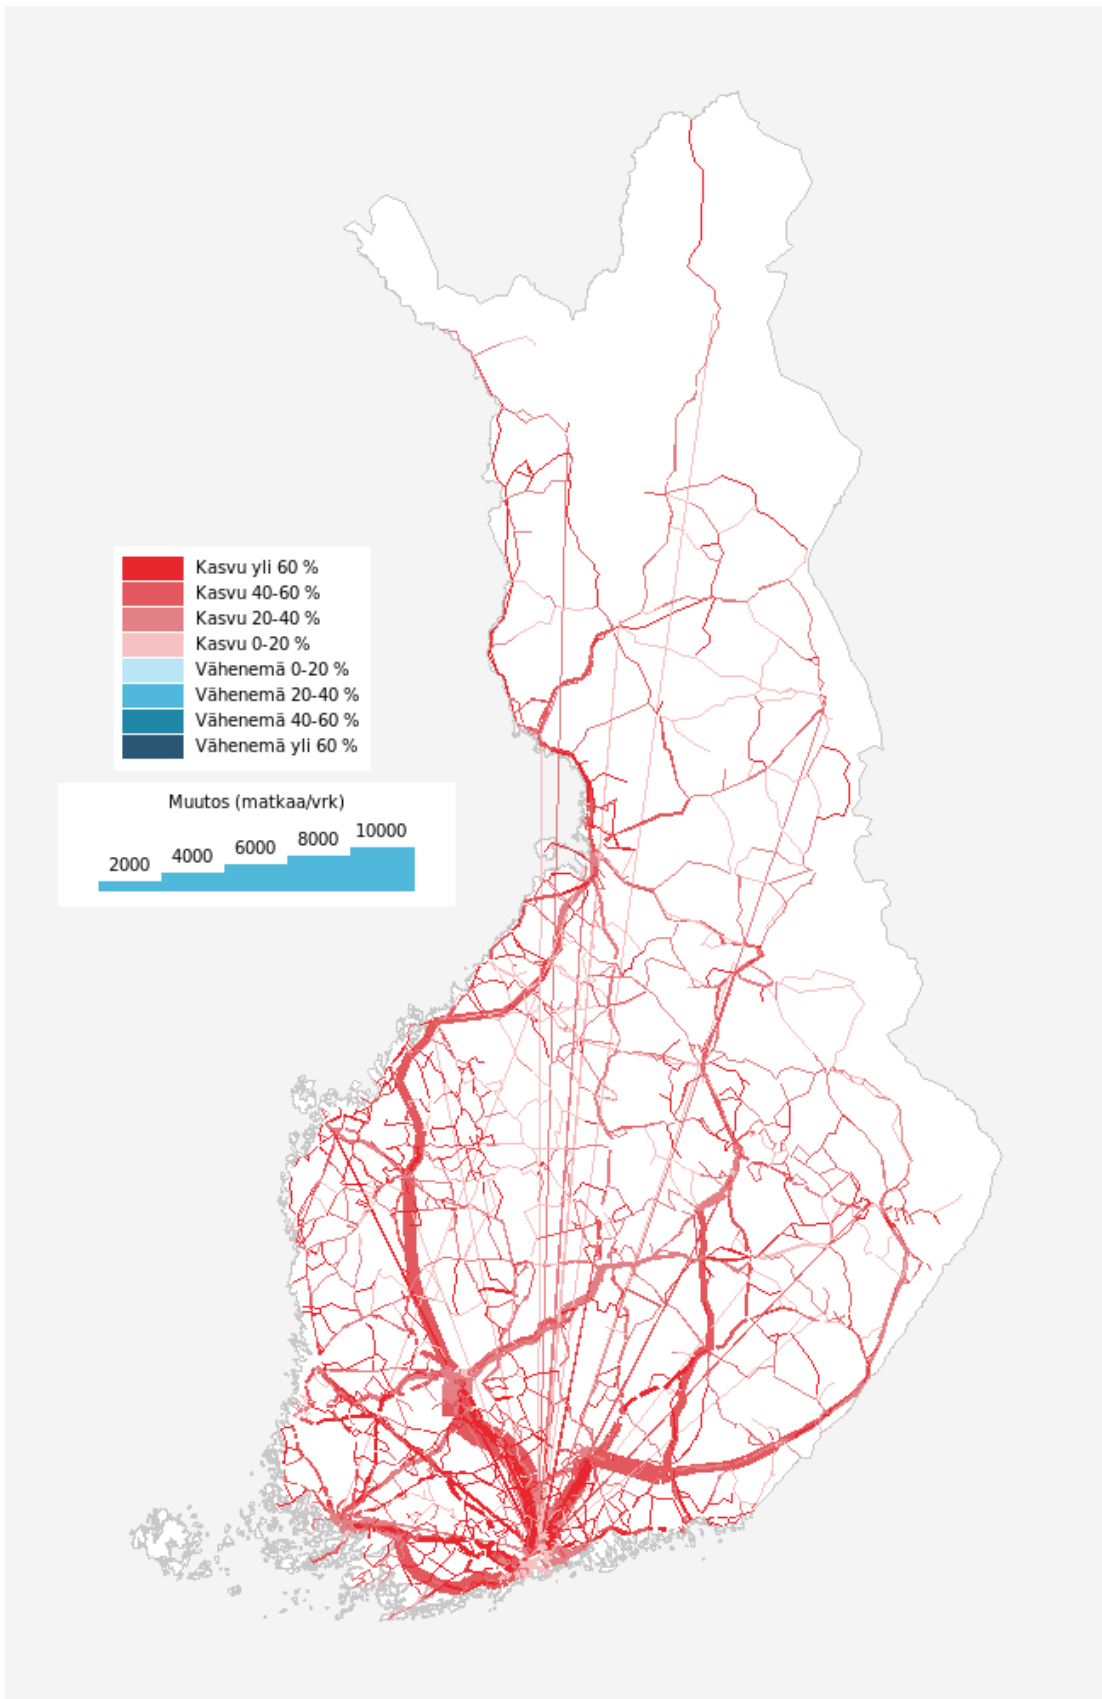 Kasvu yli 60 %
Kasvu 40-60 %
Kasvu 20-40 %
Kasvu 0-20 %
Vähenemä 0-20 %
Vähenemä 20-40 %
Vähenemä 40-60 %
Vähenemä yli 60 %
Muutos (matkaa/vrk)
2000 4000 6000 8000 10000